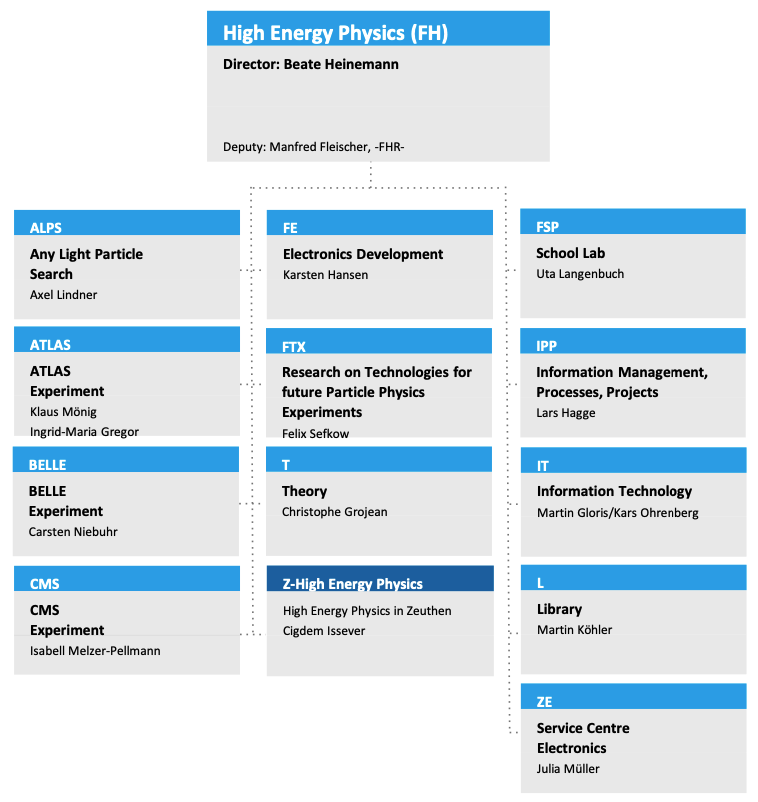 High Energy Physics (FH)
Director: Beate Heinemann
Deputy: Manfred Fleischer, -FHR-
ALPS
Any Light Particle
Search
Axel Lindner
ATLAS
ATLAS
Experiment
Klaus Mönig
Ingrid-Maria Gregor
BELLE
BELLE
Experiment
Carsten Niebuhr
CMS
CMS
Experiment
Isabell Melzer-Pellmann
FE
Electronics Development
Karsten Hansen
FTX
Research on Technologies for
future Particle Physics
Experiments
Felix Sefkow
T
Theory
Christophe Grojean
Z-High Energy Physics
High Energy Physics in Zeuthen
Cigdem Issever
FSP
School Lab
Uta Langenbuch
IPP
Information Management,
Processes, Projects
Lars Hagge
IT
Information Technology
Martin Gloris/Kars Ohrenberg
L
Library
Martin Köhler
ZE
Service Centre
Electronics
Julia Müller